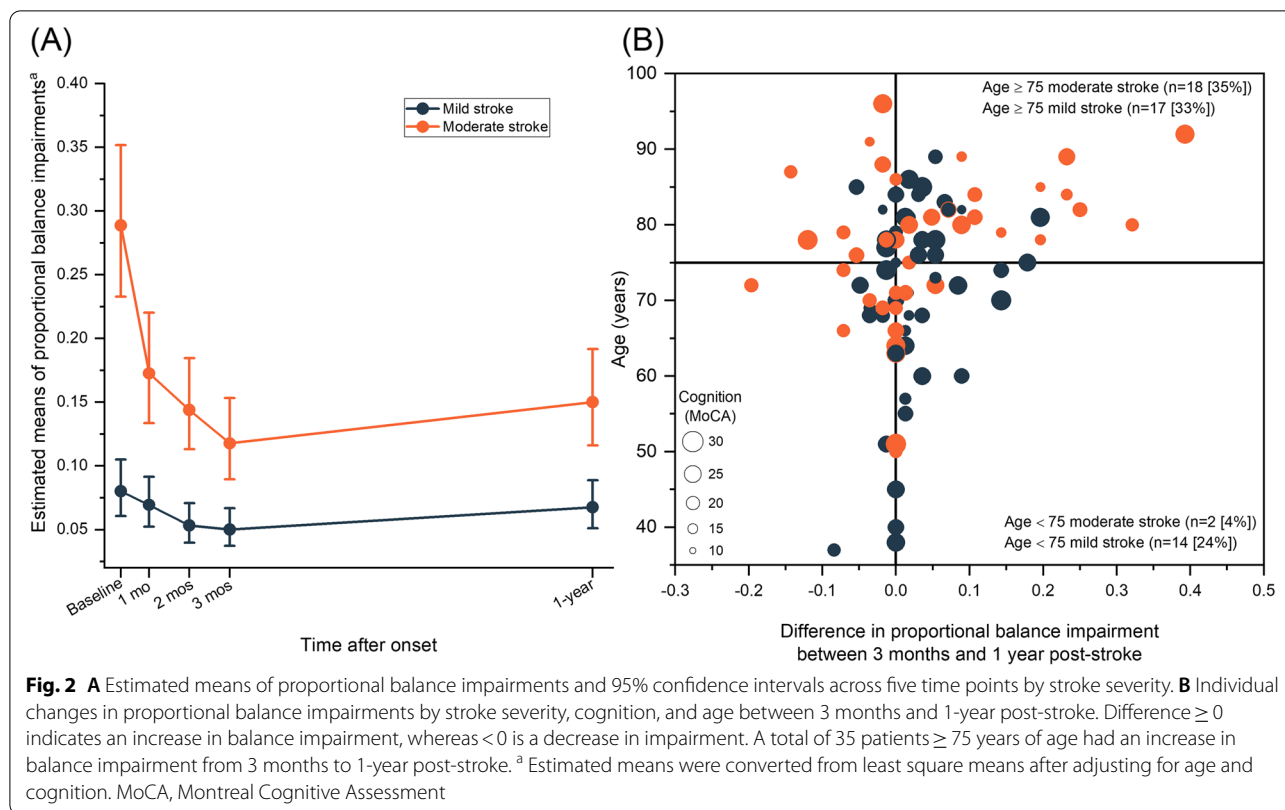 (A)
Estimated means of proportional balance impairmentsᵃ
0.40
0.35
0.30
0.25
0.20
0.15
0.10
0.05
Mild stroke
Moderate stroke
Baseline
1 mo
2 mos
3 mos
1-year
Time after onset
(B)
Age (years)
100
90
80
70
60
50
40
Age ≥ 75 moderate stroke (n=18 [35%])
Age ≥ 75 mild stroke (n=17 [33%])
Cognition
(MoCA)
30
25
20
15
10
Age < 75 moderate stroke (n=2 [4%])
Age < 75 mild stroke (n=14 [24%])
-0.3
-0.2
-0.1
0.0
0.1
0.2
0.3
0.4
0.5
Difference in proportional balance impairment
between 3 months and 1 year post-stroke
Fig. 2 A Estimated means of proportional balance impairments and 95% confidence intervals across five time points by stroke severity. B Individual
changes in proportional balance impairments by stroke severity, cognition, and age between 3 months and 1-year post-stroke. Difference ≥ 0
indicates an increase in balance impairment, whereas < 0 is a decrease in impairment. A total of 35 patients ≥ 75 years of age had an increase in
balance impairment from 3 months to 1-year post-stroke. ᵃ Estimated means were converted from least square means after adjusting for age and
cognition. MoCA, Montreal Cognitive Assessment